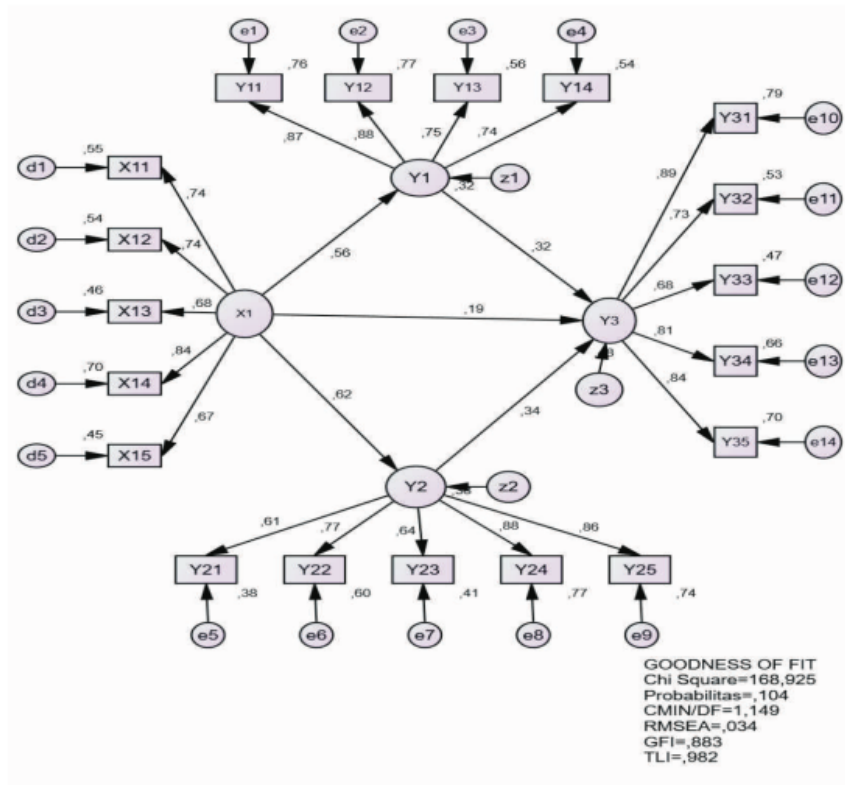 e1 e2 e3 e4
,76 ,77 ,56 ,54
Y11 Y12 Y13 Y14
,87 ,88 ,75 ,74
,79
Y31 e10
,55
d1 X11
Y1 z1
,32
,89
,74
,53
Y32 e11
,73
,54
d2 X12
,74
,56
,32
,47
Y33 e12
,68
,46
d3 X13
,68
X1
,19
Y3
,81
,66
Y34 e13
z3
,84
,70
d4 X14
,84
,62
,34
,70
Y35 e14
,67
,45
d5 X15
Y2 z2
,61 ,77 ,64 ,88 ,86
Y21 Y22 Y23 Y24 Y25
,38 ,60 ,41 ,77 ,74
e5 e6 e7 e8 e9
GOODNESS OF FIT
Chi Square=168,925
Probabilitas=,104
CMIN/DF=1,149
RMSEA=,034
GFI=,883
TLI=,982